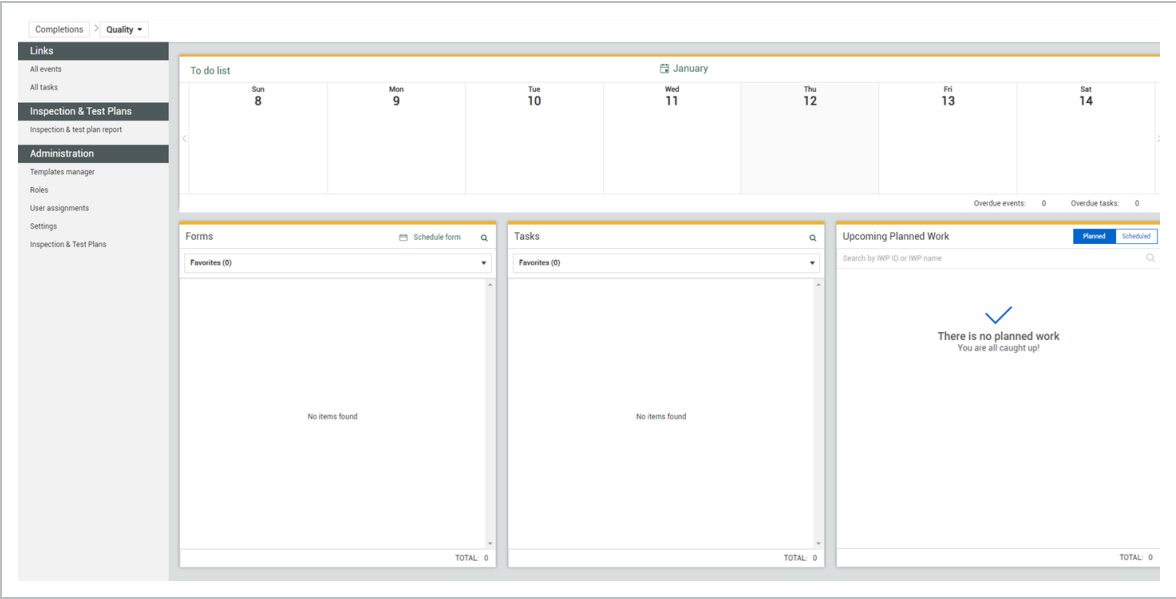 Completions > Quality
Links
All events
All tasks
Inspection & Test Plans
Inspection & test plan report
Administration
Templates manager
Roles
User assignments
Settings
Inspection & Test Plans
To do list
January
Sun Mon Tue Wed Thu Fri Sat
8 9 10 11 12 13 14
Overdue events: 0 Overdue tasks: 0
Forms Schedule form
Favorites (0)
No items found
TOTAL: 0
Tasks
Favorites (0)
No items found
TOTAL: 0
Upcoming Planned Work Planned Scheduled
Search by IWP ID or IWP name
There is no planned work
You are all caught up!
TOTAL: 0